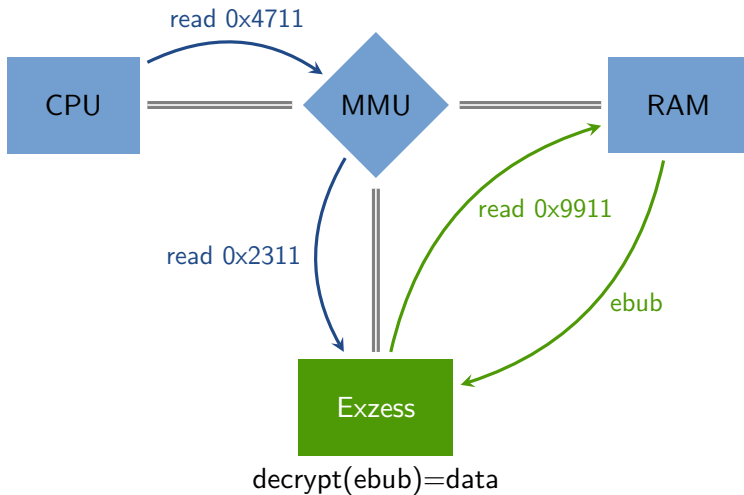 read 0x4711
CPU
MMU
RAM
read 0x9911
read 0x2311
ebub
Exzess
decrypt(ebub)=data